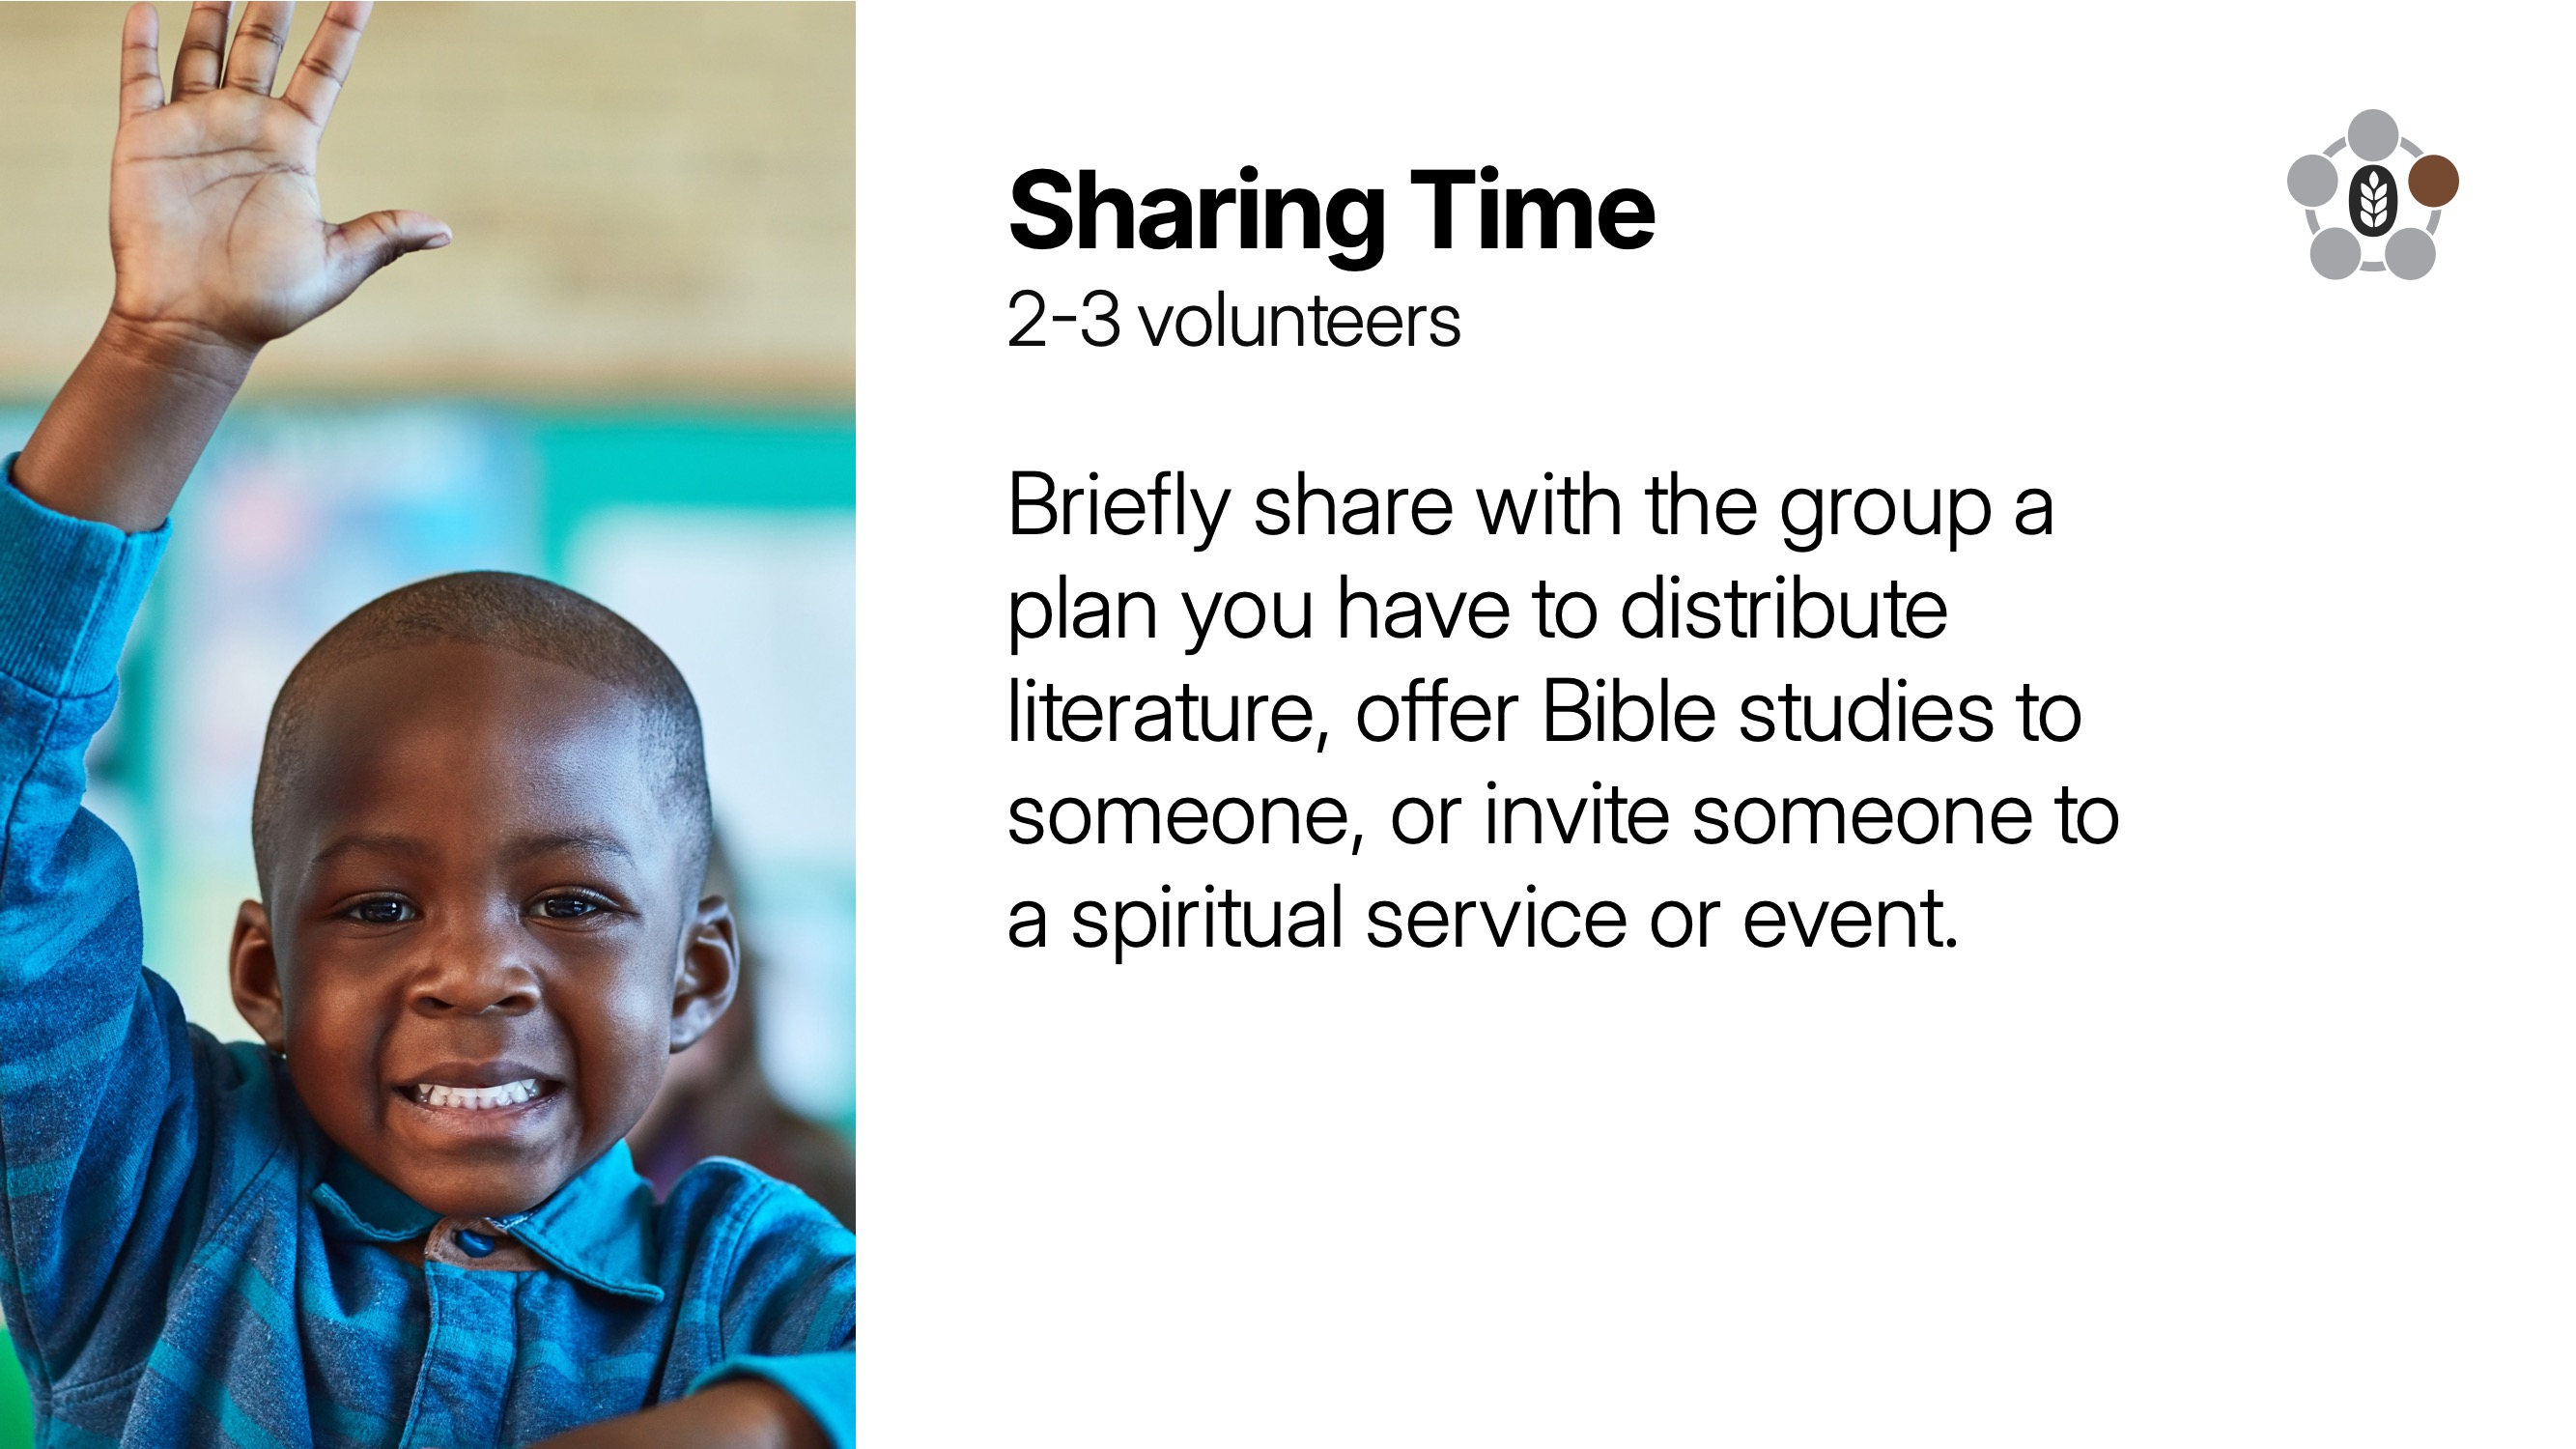 Sharing Time
2-3 volunteers
Briefly share with the group a
plan you have to distribute
literature, offer Bible studies to
someone, or invite someone to
a spiritual service or event.